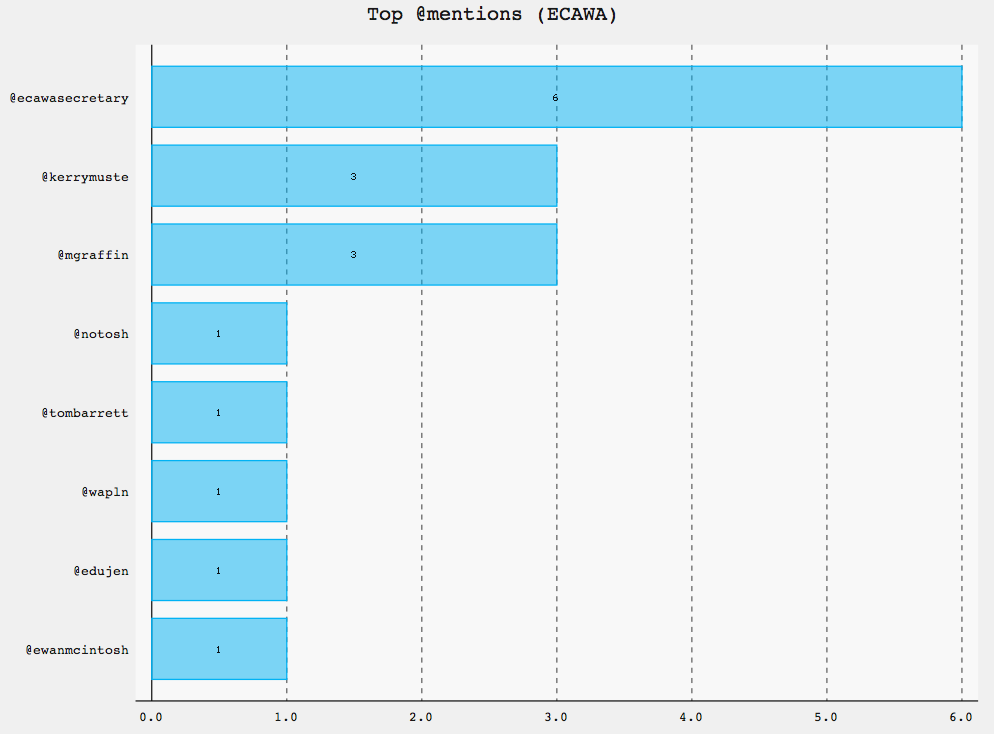 Top @mentions (ECAWA)
@ecawasecretary
6
@kerrymuste
3
@mgraffin
3
@notosh
1
@tombarrett
1
@wapln
1
@edujen
1
@ewanmcintosh
1
0.0 1.0 2.0 3.0 4.0 5.0 6.0